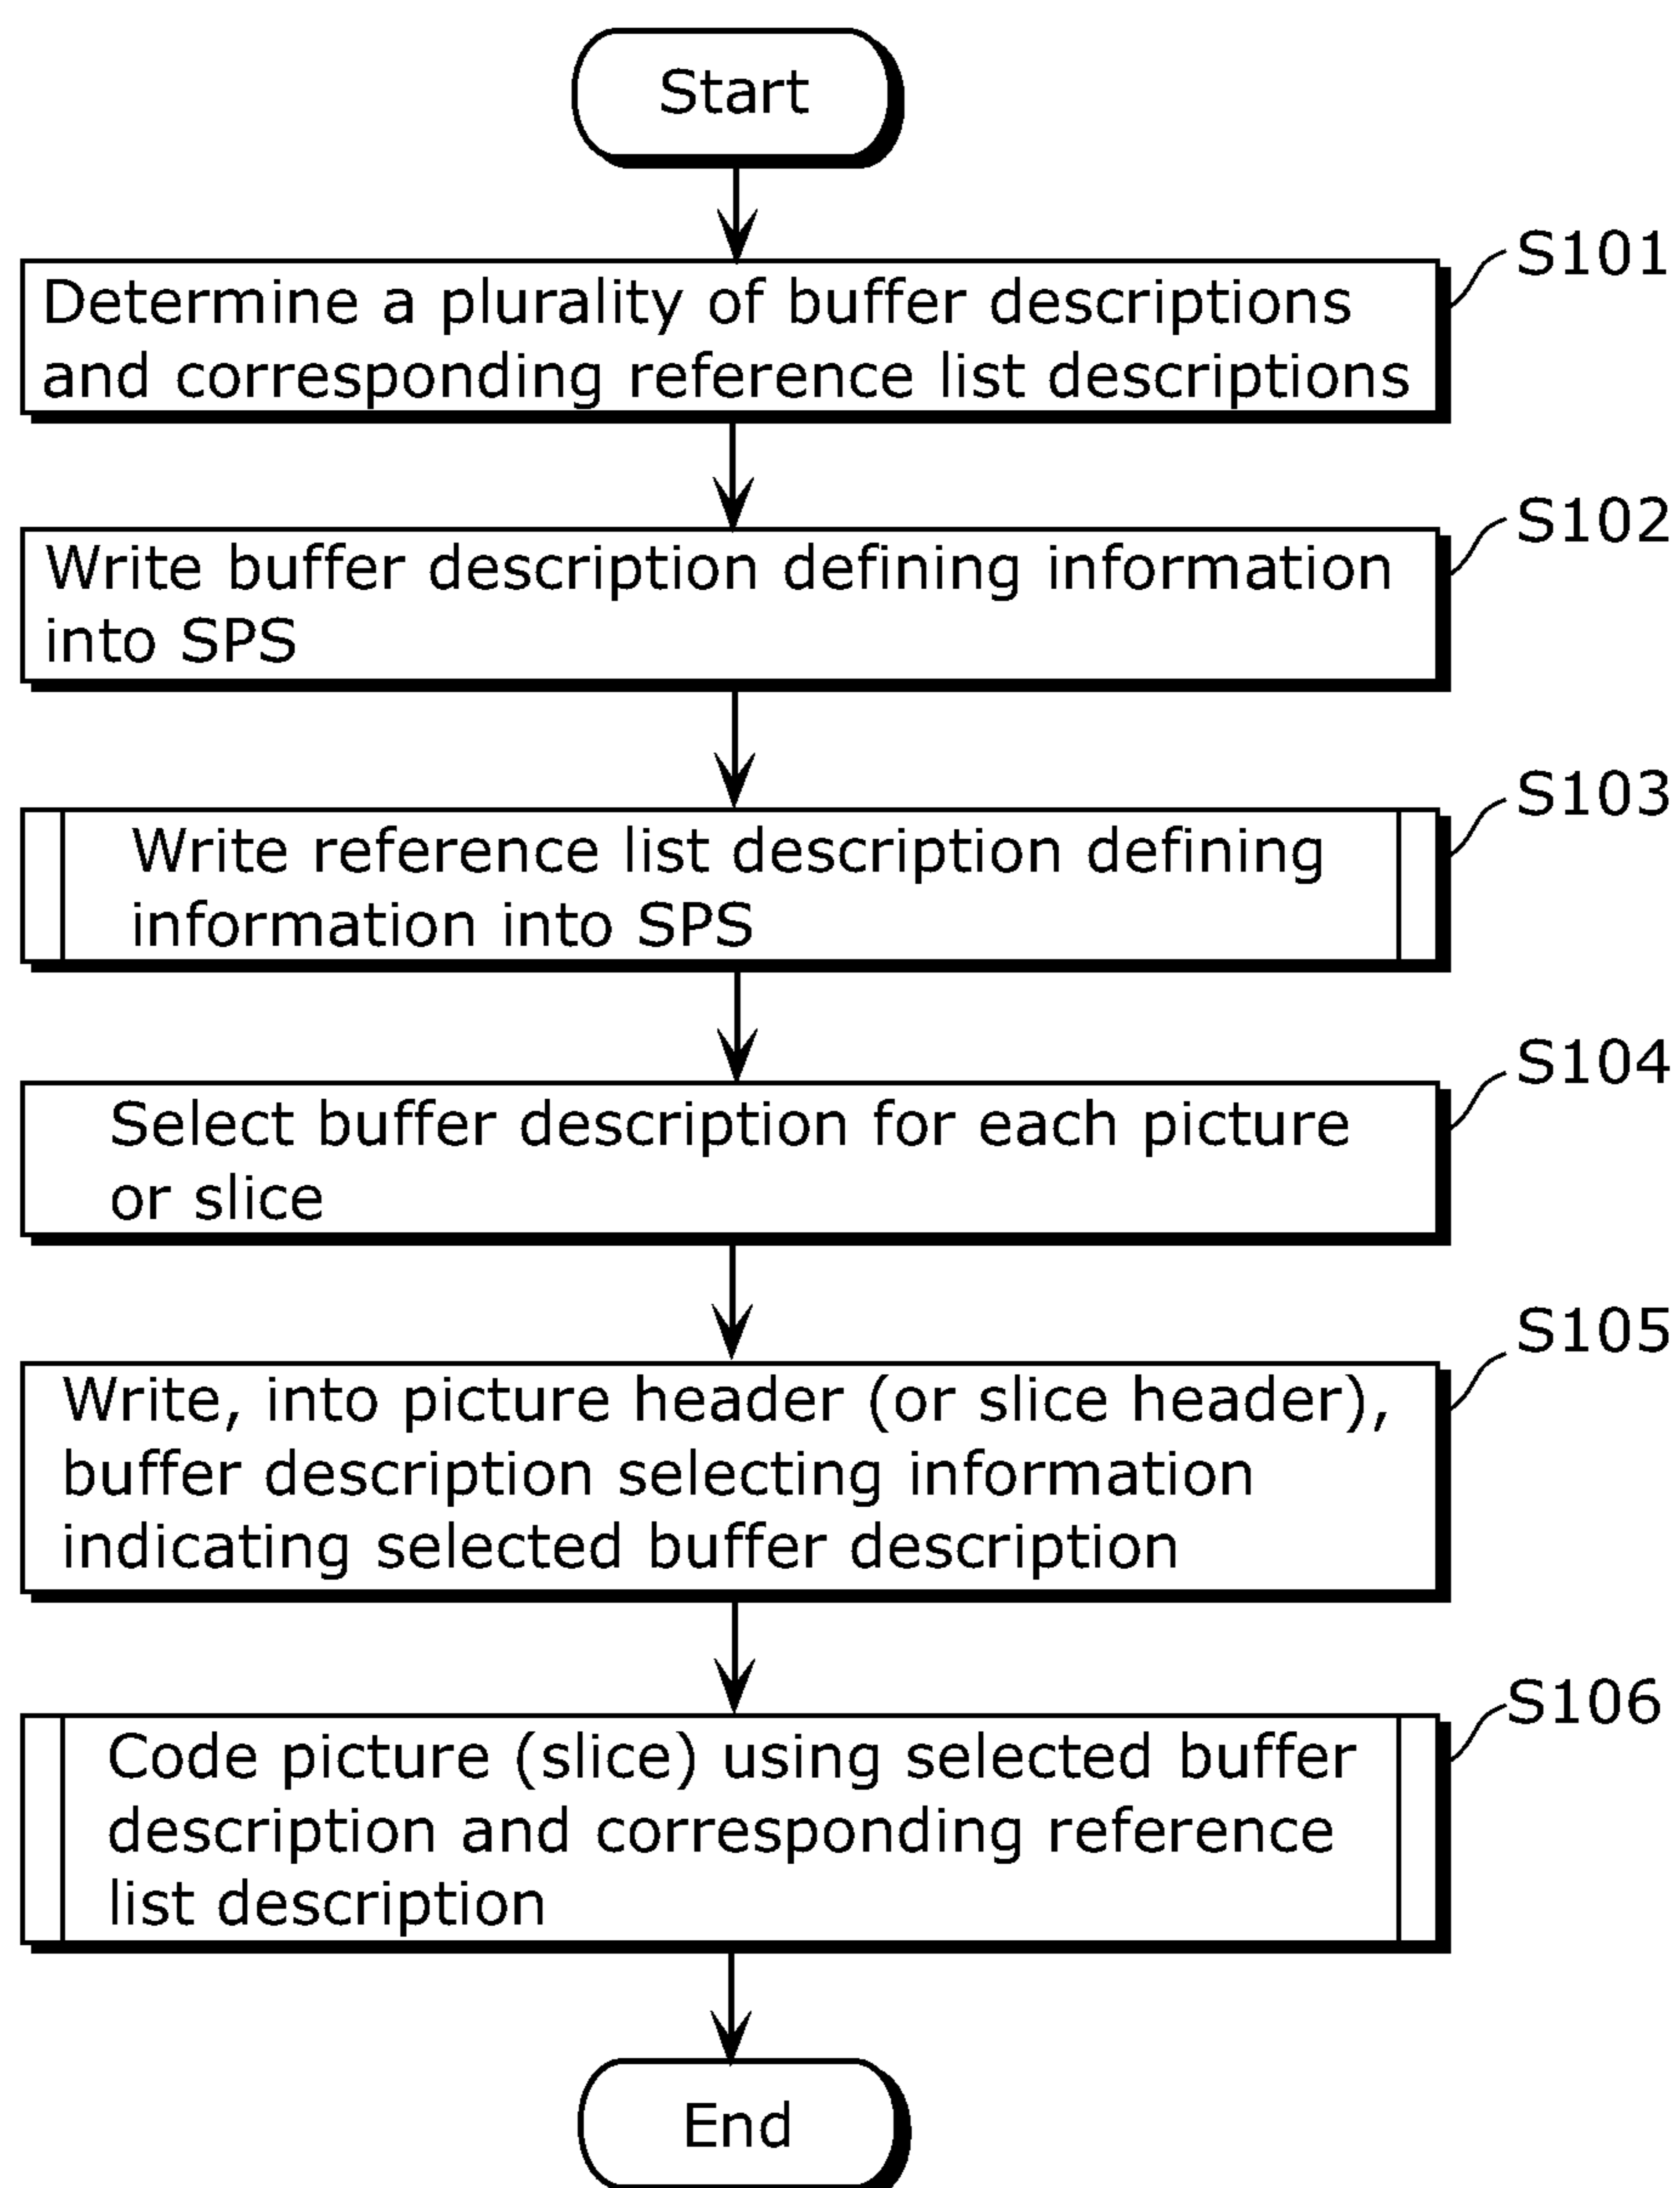 Start
S101
Determine a plurality of buffer descriptions
and corresponding reference list descriptions
S102
Write buffer description defining information
into SPS
S103
Write reference list description defining
information into SPS
S104
Select buffer description for each picture
or slice
S105
Write, into picture header (or slice header),
buffer description selecting information
indicating selected buffer description
S106
Code picture (slice) using selected buffer
description and corresponding reference
list description
End